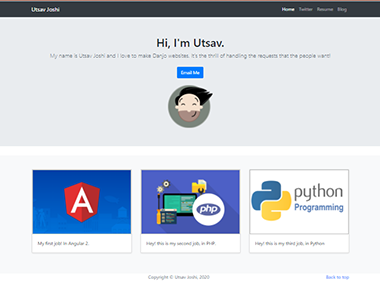 Utsav Joshi
Home Twitter Resume Blog
Hi, I'm Utsav.
My name is Utsav Joshi and I love to make Danjo websites. It's the thrill of handling the requests that the people want!
Email Me
A
php
python
Programming
My first job! In Angular 2.
Hey! this is my second job, in PHP.
Hey! this is my third job, in Python.
Copyright © Utsav Joshi, 2020
Back to top